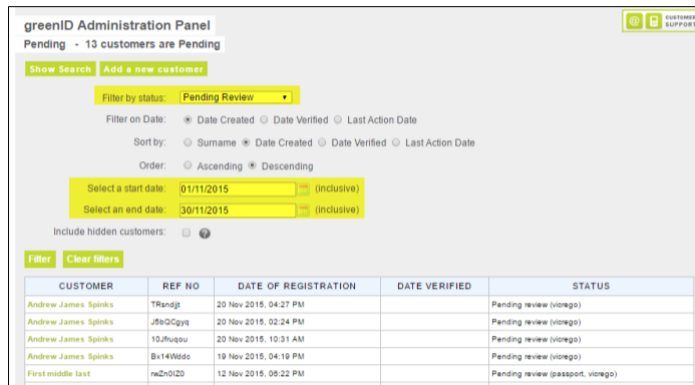 greenID Administration Panel
CUSTOMER
SUPPORT
Pending - 13 customers are Pending
Show Search Add a new customer
Filter by status: Pending Review
Filter on Date: Date Created Date Verified Last Action Date
Sort by: Surname Date Created Date Verified Last Action Date
Order: Ascending Descending
Select a start date: 01/11/2015 (inclusive)
Select an end date: 30/11/2015 (inclusive)
Include hidden customers: ?
Filter Clear filters
CUSTOMER REF NO DATE OF REGISTRATION DATE VERIFIED STATUS
Andrew James Spinks TRsndjjt 20 Nov 2015, 04:27 PM Pending review (vicrego)
Andrew James Spinks J5bQCgyq 20 Nov 2015, 02:24 PM Pending review (vicrego)
Andrew James Spinks 10Jfruqou 20 Nov 2015, 10:31 AM Pending review (vicrego)
Andrew James Spinks Bx14Wddc 19 Nov 2015, 04:19 PM Pending review (vicrego)
First middle last 12 Nov 2015, 06:22 PM Pending review (passport, vicrego)